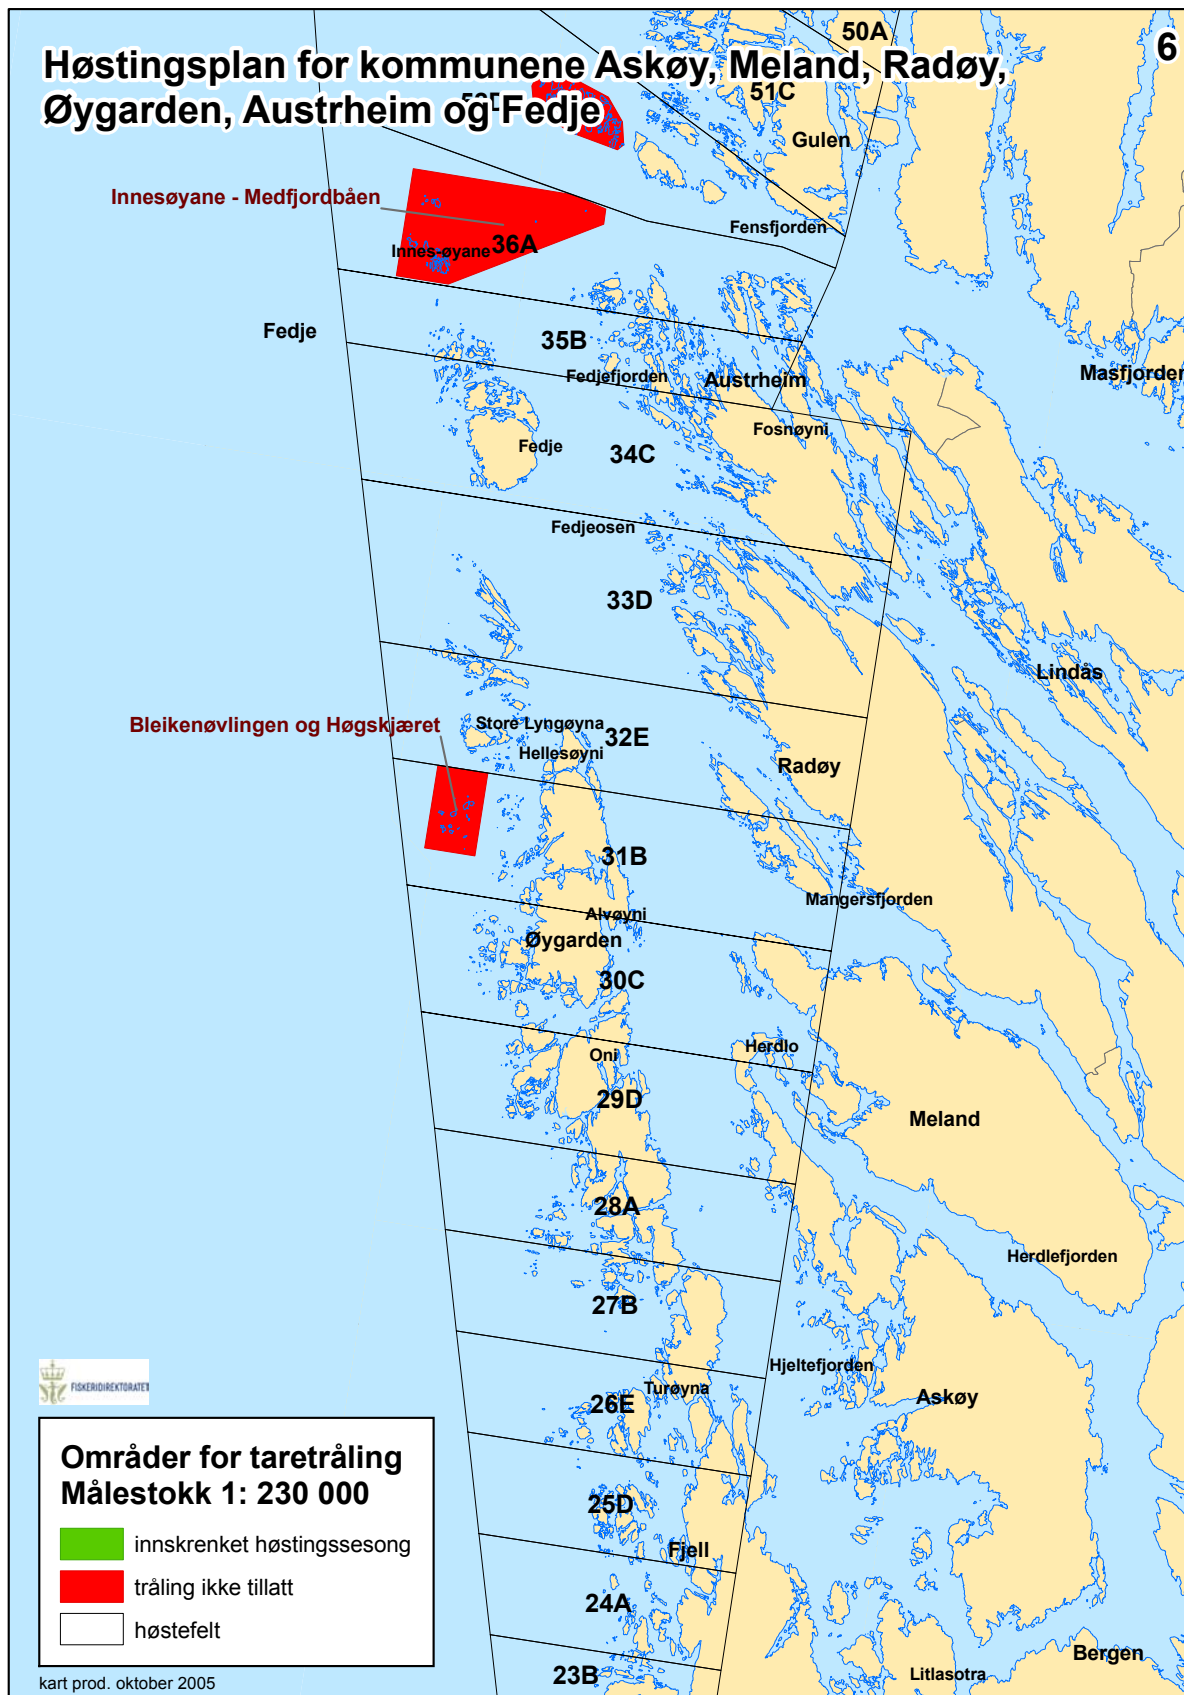 Høstingsplan for kommunene Askøy, Meland, Radøy,
Øygarden, Austrheim og Fedje
6
50A
51C
Gulen
Innesøyane - Medfjordbåen
Fensfjorden
Innes-øyane
36A
Fedje
35B
Fedjefjorden
Austrheim
Masfjorden
Fosnøyni
Fedje
34C
Fedjeosen
33D
Lindås
Bleikenøvlingen og Høgskjæret
Store Lyngøyna
32E
Hellesøyni
Radøy
31B
Mangersfjorden
Alvøyni
Øygarden
30C
Herdlo
Oni
29D
Meland
28A
Herdlefjorden
27B
Hjeltefjorden
Turøyna
26E
Askøy
25D
Fjell
24A
23B
Bergen
Litlasotra
FISKERIDIREKTORATET
Områder for taretråling
Målestokk 1: 230 000
innskrenket høstingssesong
tråling ikke tillatt
høstefelt
kart prod. oktober 2005